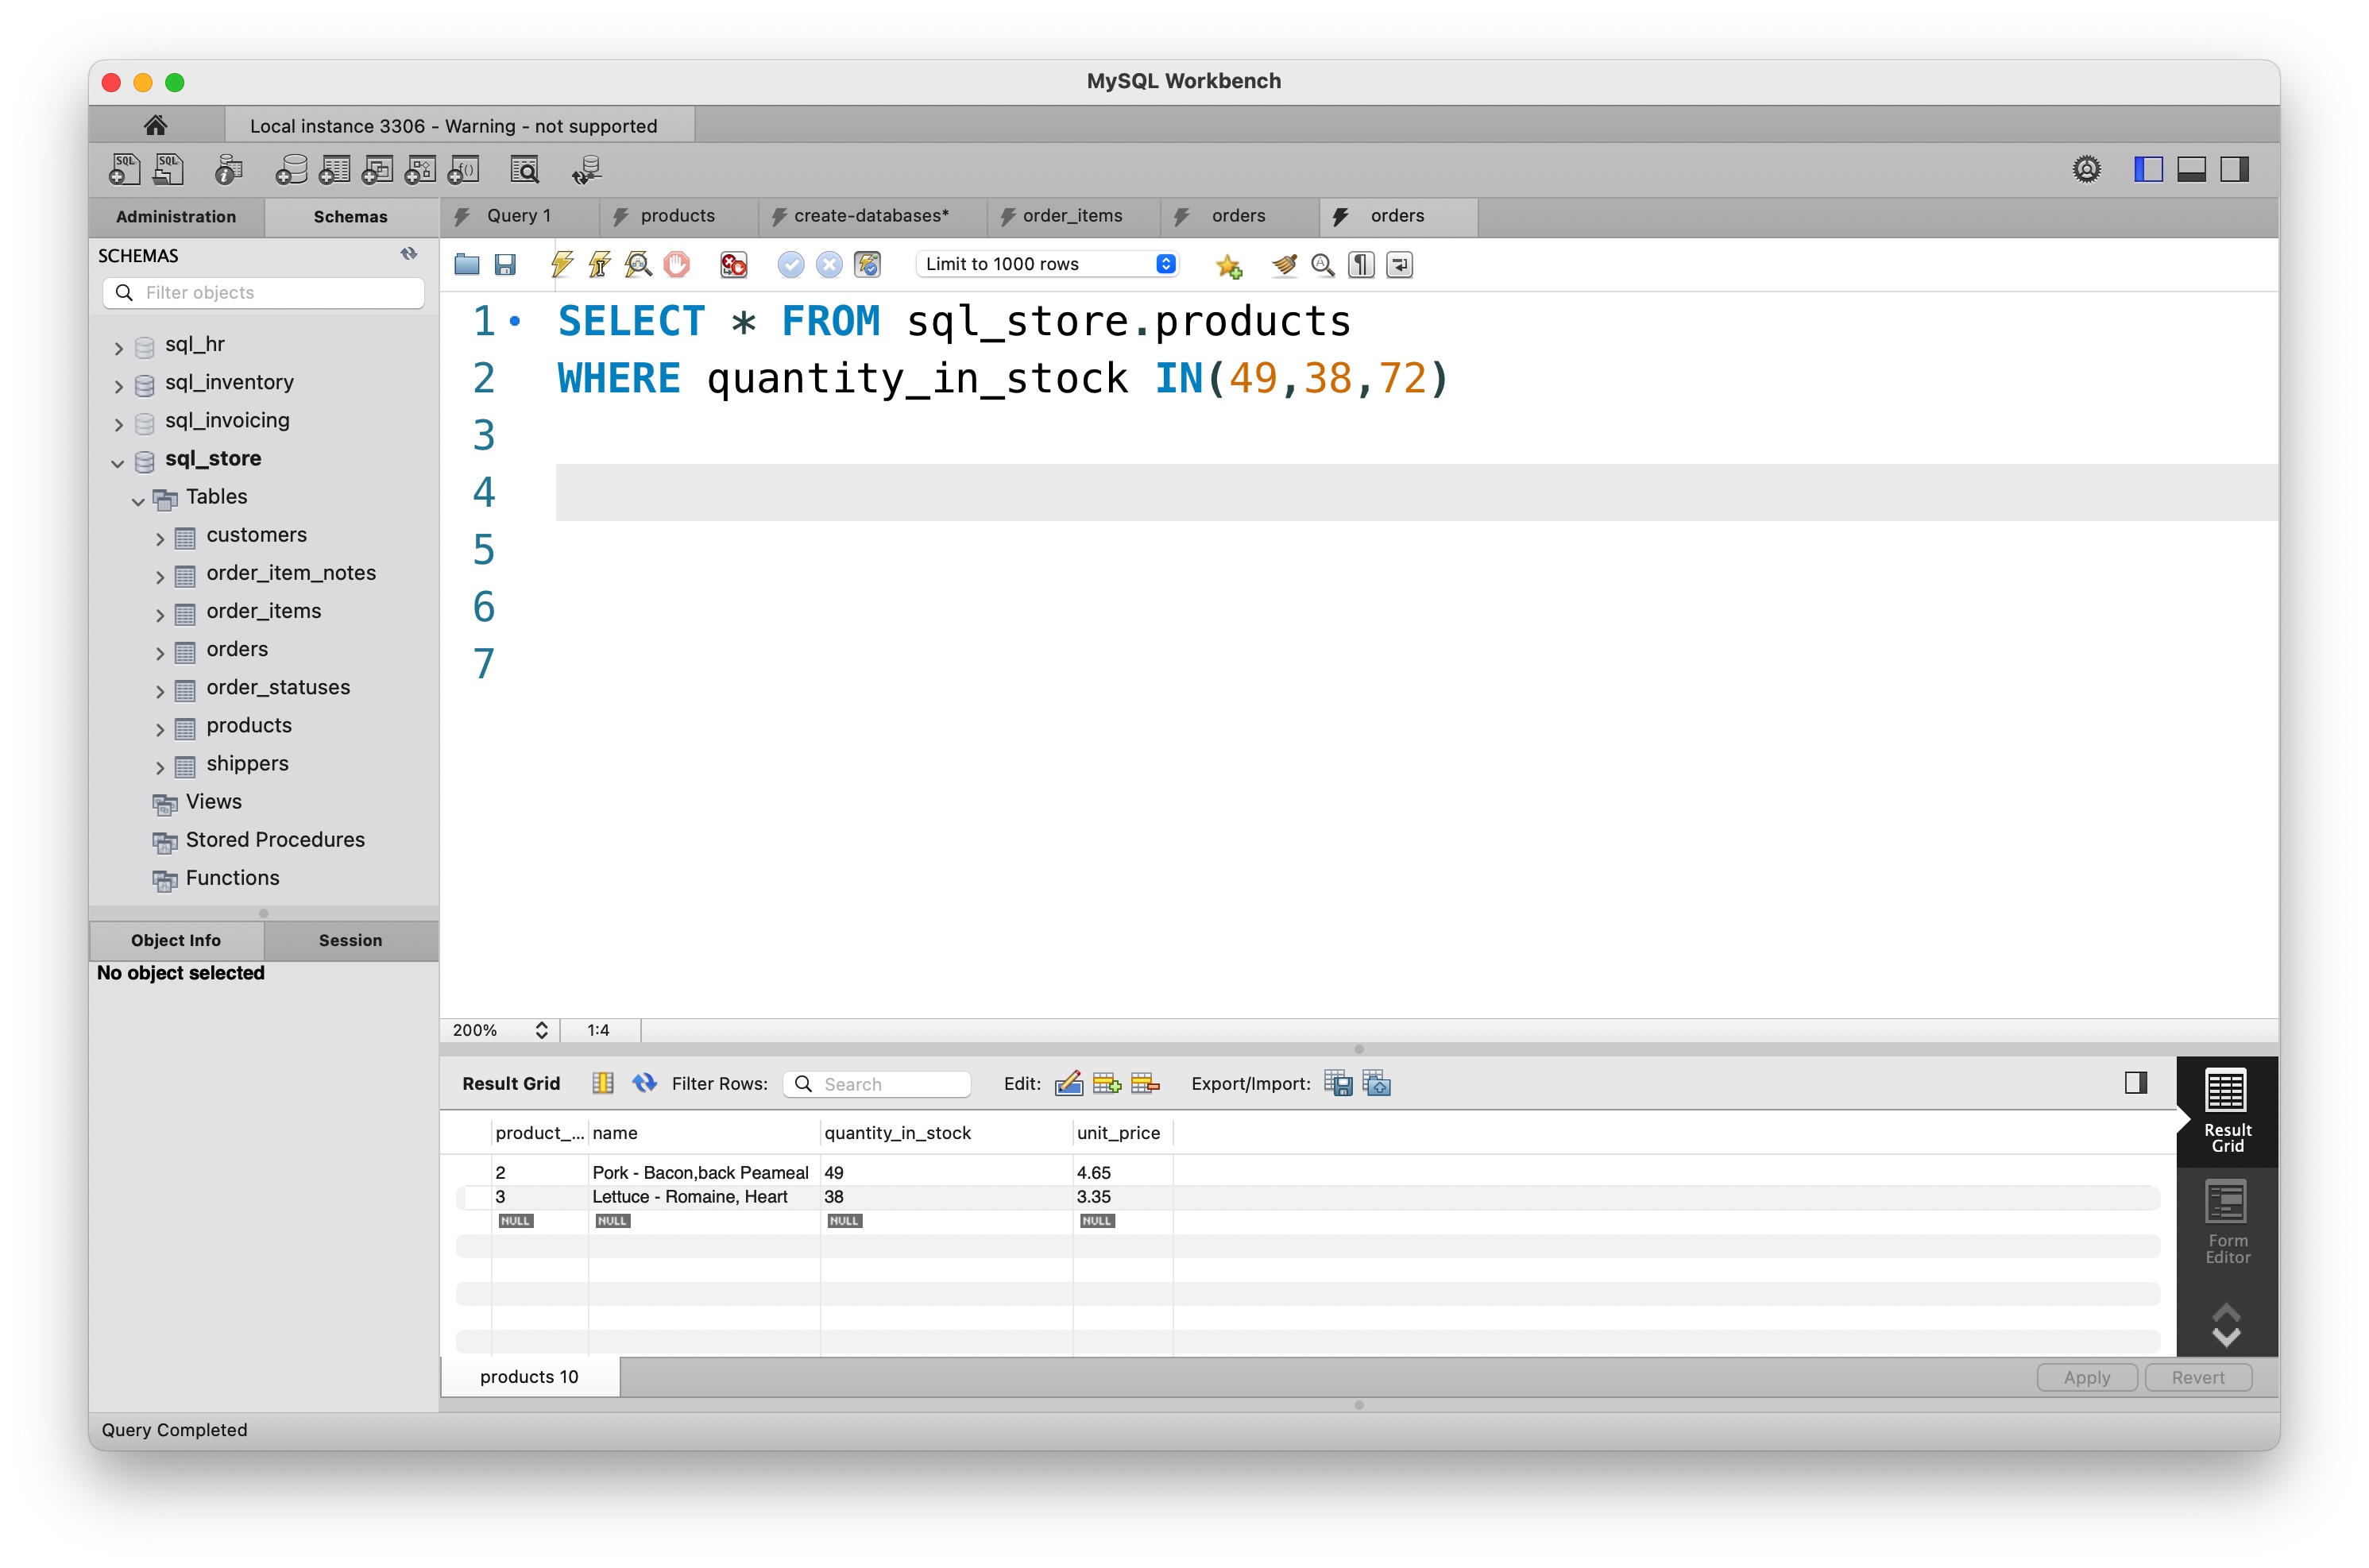 MySQL Workbench
Local instance 3306 - Warning - not supported
SQL SQL i f()
Administration Schemas
Query 1 products create-databases* order_items orders orders
SCHEMAS
Filter objects
Limit to 1000 rows
sql_hr
sql_inventory
sql_invoicing
sql_store
Tables
customers
order_item_notes
order_items
orders
order_statuses
products
shippers
Views
Stored Procedures
Functions
Object Info Session
No object selected
1 SELECT * FROM sql_store.products
2 WHERE quantity_in_stock IN(49,38,72)
3
4
5
6
7
200% 1:4
Result Grid Filter Rows: Search Edit: Export/Import:
product_... name quantity_in_stock unit_price
2 Pork - Bacon,back Peameal 49 4.65
3 Lettuce - Romaine, Heart 38 3.35
NULL NULL NULL NULL
Result
Grid
Form
Editor
products 10
Apply Revert
Query Completed